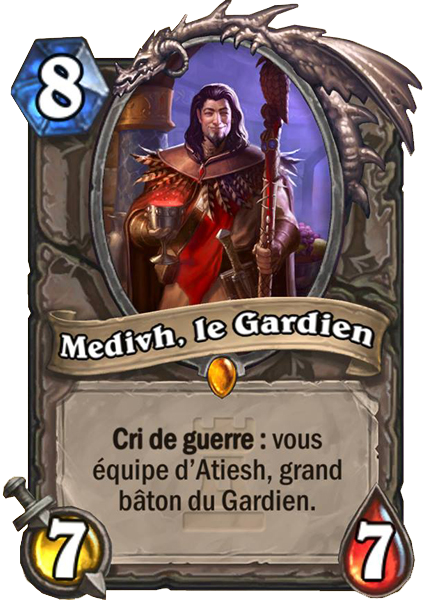 8
Medivh, le Gardien
Cri de guerre : vous
équipe d'Atiesh, grand
bâton du Gardien.
7
7